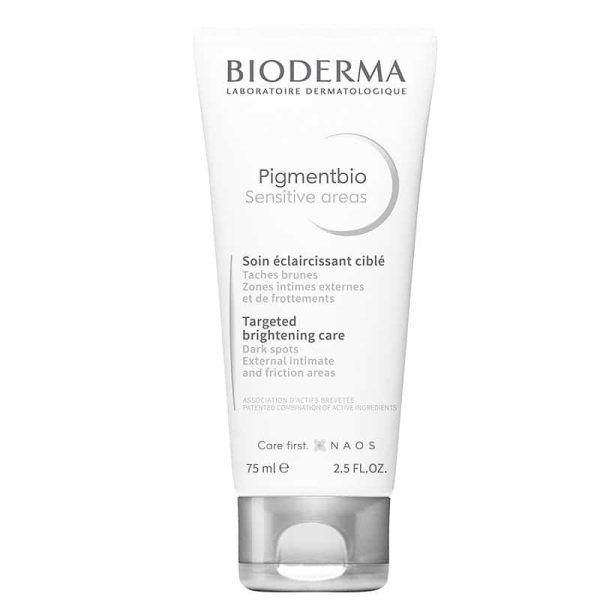 BIODERMA
LABORATOIRE DERMATOLOGIQUE
Pigmentbio
Sensitive areas
Soin éclaircissant ciblé
Taches brunes
Zones intimes externes
et de frottements
Targeted
brightening care
Dark spots
External intimate
and friction areas
ASSOCIATION D'ACTIFS BREVETÉE
PATENTED COMBINATION OF ACTIVE INGREDIENTS
Care first. NAOS
75 ml ℮ 2.5 FL.OZ.